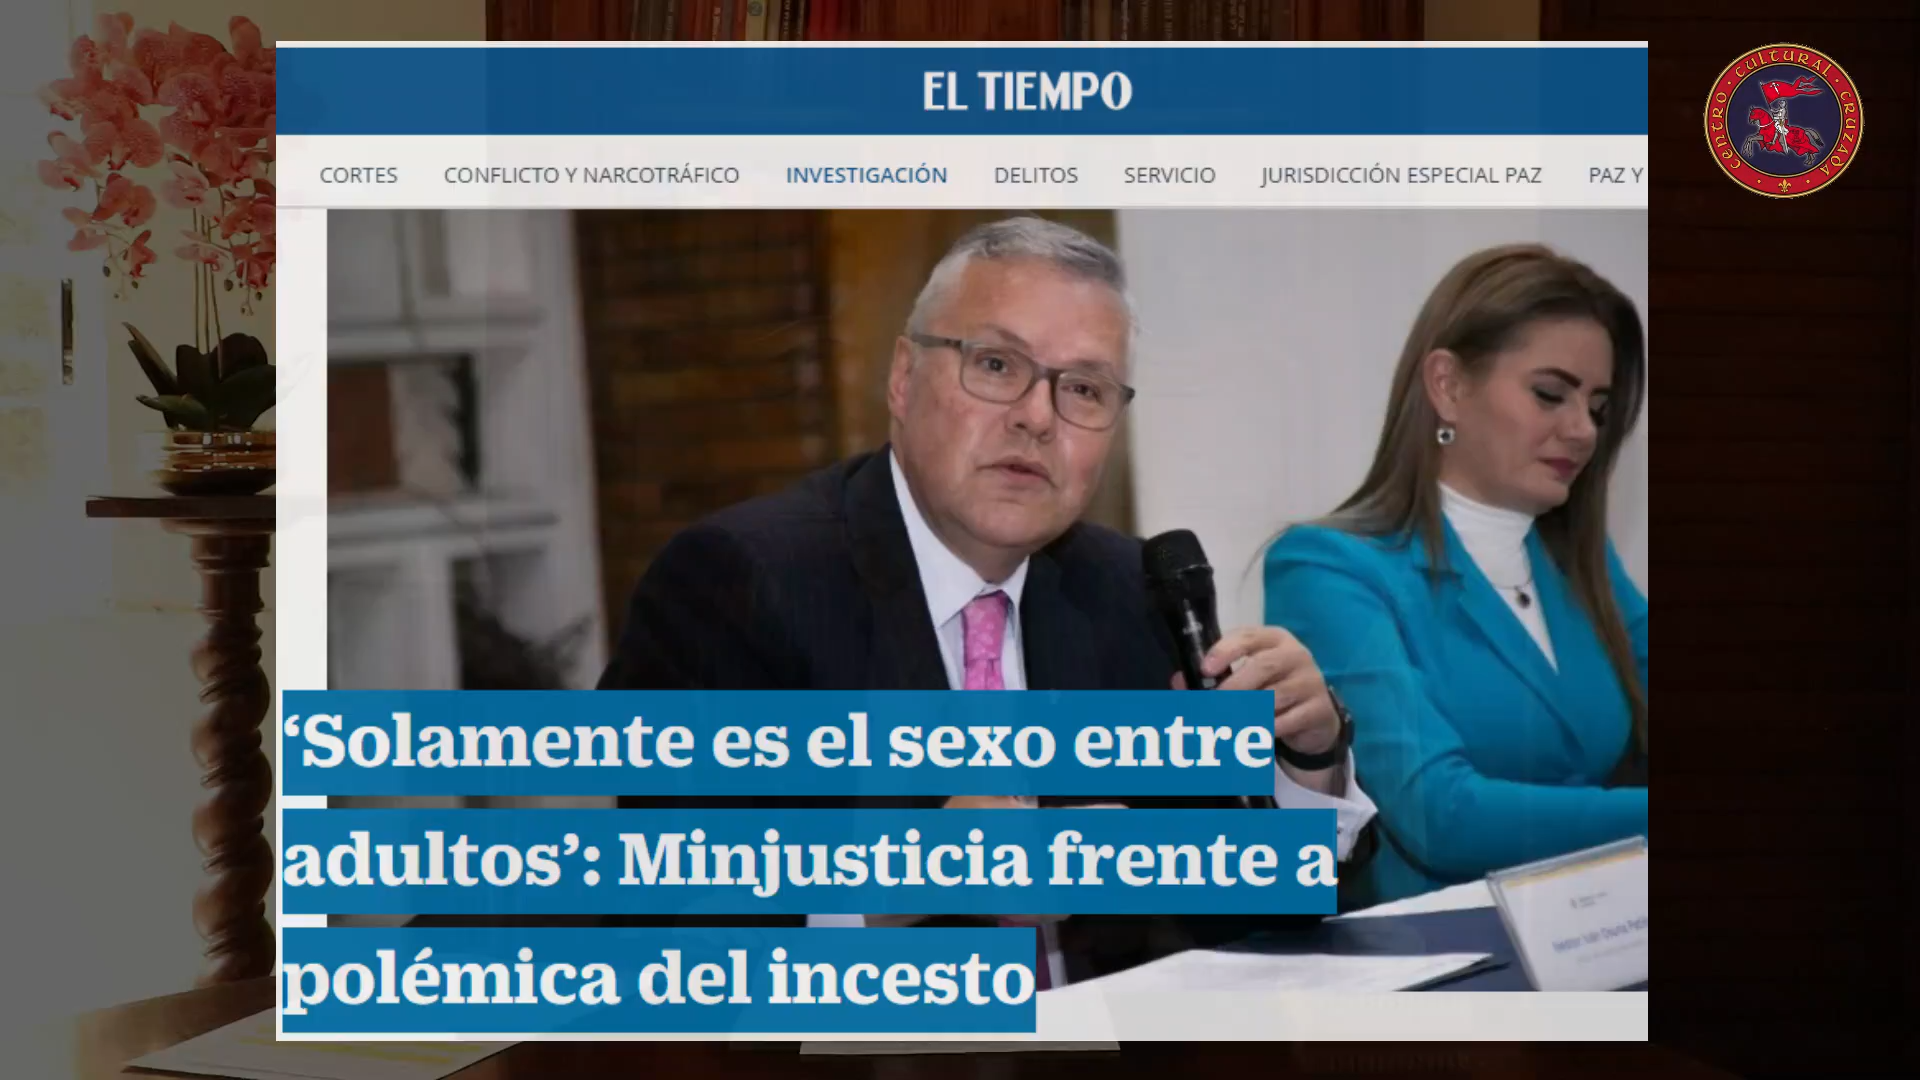 EL TIEMPO
CORTES CONFLICTO Y NARCOTRÁFICO INVESTIGACIÓN DELITOS SERVICIO JURISDICCIÓN ESPECIAL PAZ PAZ Y
CENTRO · CULTURAL · CRUZADA
‘Solamente es el sexo entre
adultos’: Minjusticia frente a
polémica del incesto